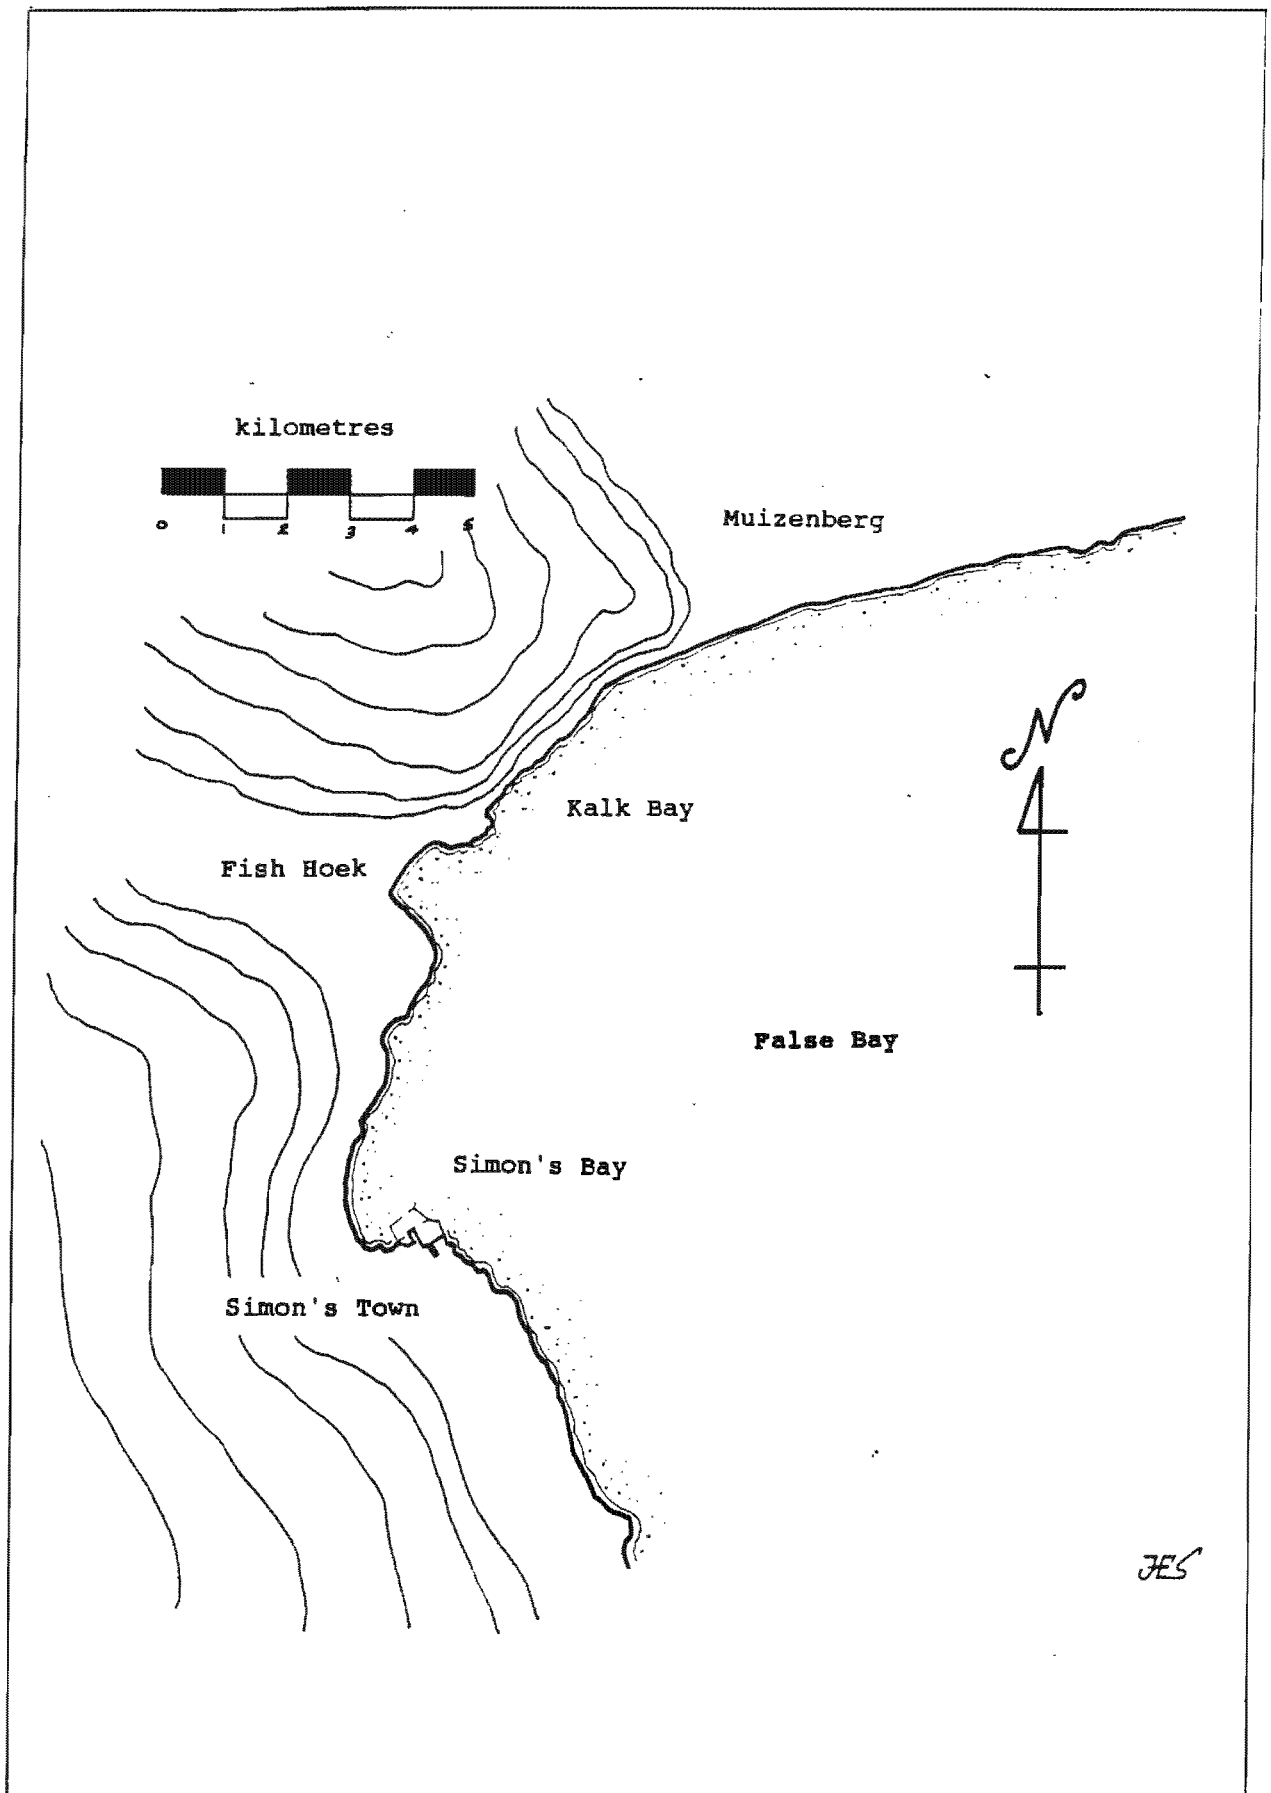 kilometres
0 1 2 3 4 5
Muizenberg
N
Kalk Bay
Fish Hoek
False Bay
Simon's Bay
Simon's Town
JES